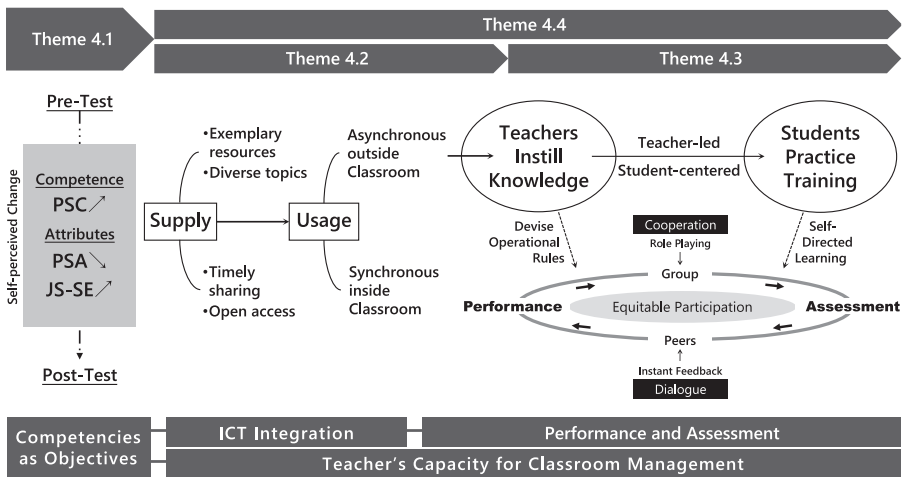 Theme 4.1
Theme 4.4
Theme 4.2
Theme 4.3
Pre-Test
Self-perceived Change
Competence
PSC↗
Attributes
PSA↘
JS-SE↗
Post-Test
•Exemplary
resources
•Diverse topics
Supply
•Timely
sharing
•Open access
Asynchronous
outside
Classroom
Usage
Synchronous
inside
Classroom
Teachers
Instill
Knowledge
Teacher-led
Student-centered
Students
Practice
Training
Devise
Operational
Rules
Cooperation
Role Playing
Group
Self-
Directed
Learning
Performance
Equitable Participation
Assessment
Peers
Instant Feedback
Dialogue
Competencies
as Objectives
ICT Integration
Performance and Assessment
Teacher's Capacity for Classroom Management